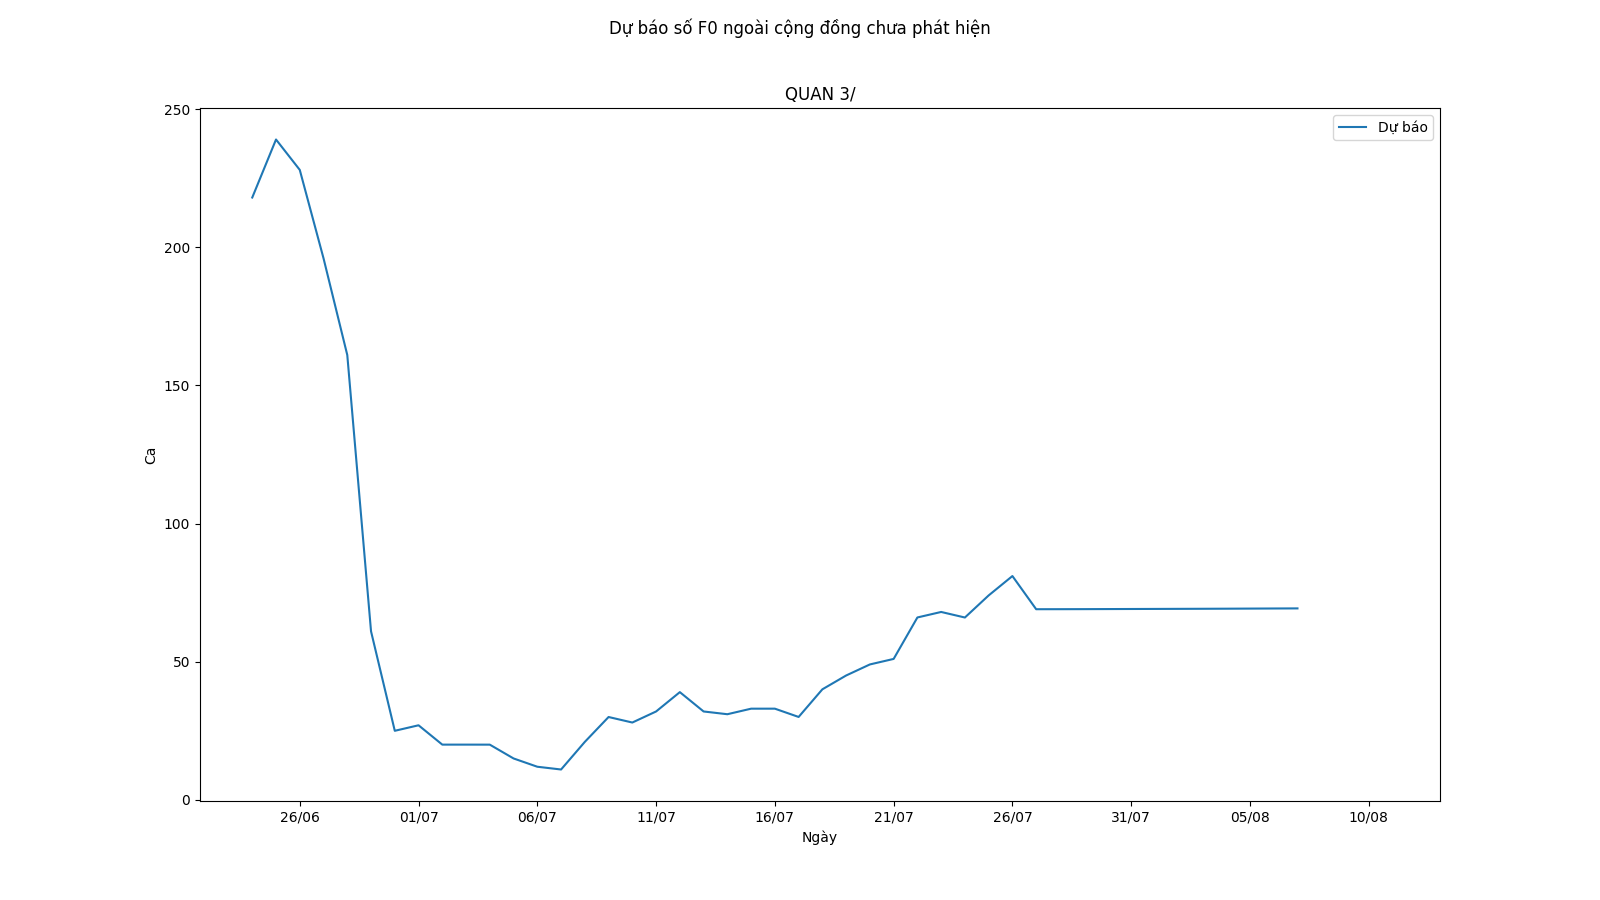 Dự báo số F0 ngoài cộng đồng chưa phát hiện
QUAN 3/
Dự báo
250
200
150
100
50
0
Ca
26/06 01/07 06/07 11/07 16/07 21/07 26/07 31/07 05/08 10/08
Ngày